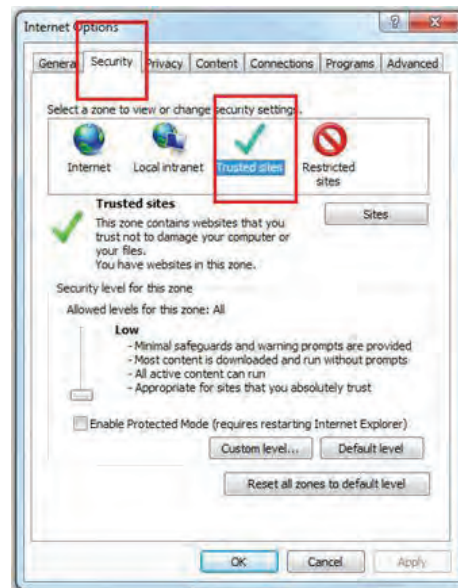 Internet Options
General Security Privacy Content Connections Programs Advanced
Select a zone to view or change security settings.
Internet Local intranet Trusted sites Restricted sites
Trusted sites
Sites
This zone contains websites that you
trust not to damage your computer or
your files.
You have websites in this zone.
Security level for this zone
Allowed levels for this zone: All
Low
- Minimal safeguards and warning prompts are provided
- Most content is downloaded and run without prompts
- All active content can run
- Appropriate for sites that you absolutely trust
Enable Protected Mode (requires restarting Internet Explorer)
Custom level... Default level
Reset all zones to default level
OK Cancel Apply